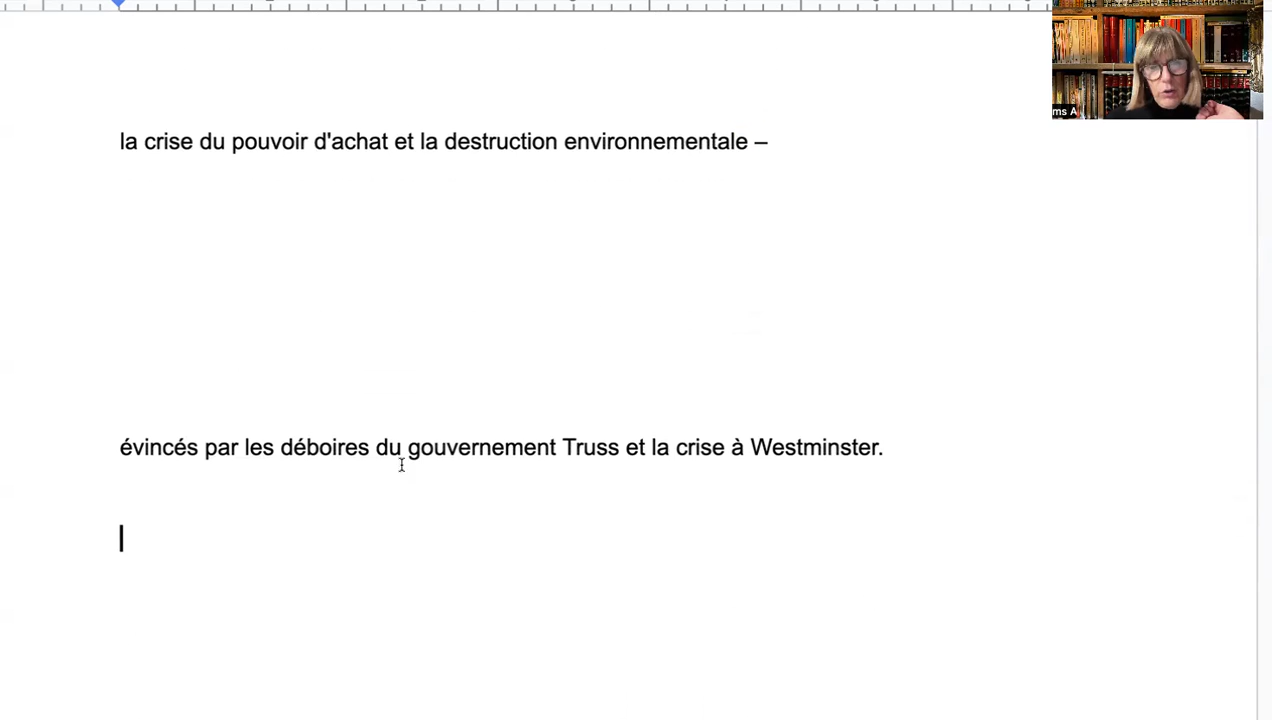 ms A
la crise du pouvoir d'achat et la destruction environnementale –
évincés par les déboires du gouvernement Truss et la crise à Westminster.